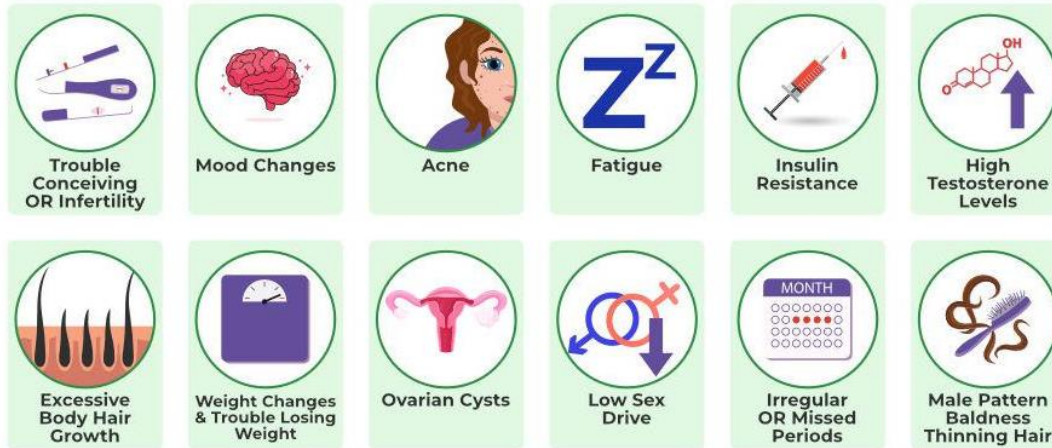 Trouble
Conceiving
OR Infertility
Mood Changes
Acne
Z Z
Fatigue
Insulin
Resistance
OH
O
High
Testosterone
Levels
Excessive
Body Hair
Growth
Weight Changes
& Trouble Losing
Weight
Ovarian Cysts
Low Sex
Drive
MONTH
Irregular
OR Missed
Periods
Male Pattern
Baldness
Thinning Hair